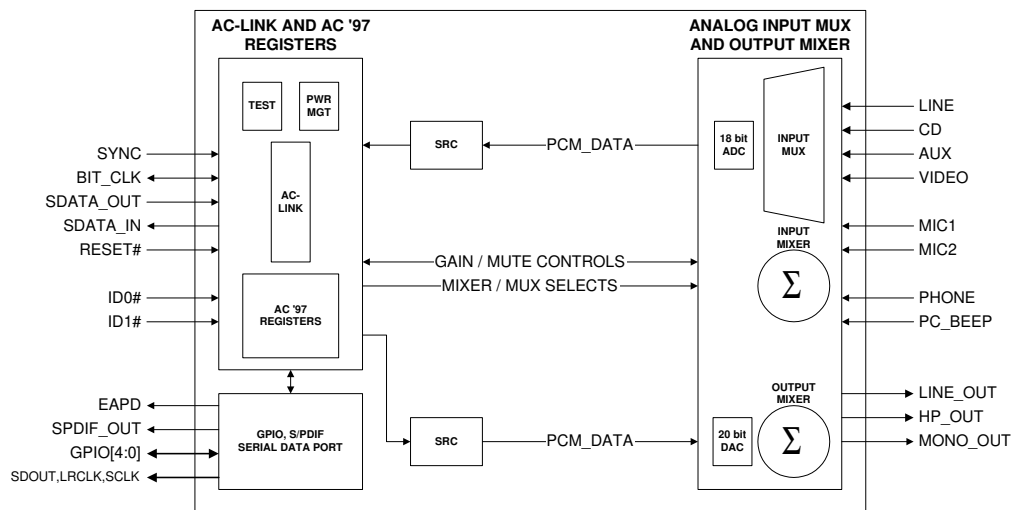 AC-LINK AND AC '97
REGISTERS
ANALOG INPUT MUX
AND OUTPUT MIXER
TEST
PWR
MGT
AC-
LINK
AC '97
REGISTERS
SYNC
BIT_CLK
SDATA_OUT
SDATA_IN
RESET#
ID0#
ID1#
SRC
PCM_DATA
GAIN / MUTE CONTROLS
MIXER / MUX SELECTS
18 bit
ADC
INPUT
MUX
INPUT
MIXER
Σ
LINE
CD
AUX
VIDEO
MIC1
MIC2
PHONE
PC_BEEP
EAPD
SPDIF_OUT
GPIO[4:0]
SDOUT,LRCLK,SCLK
GPIO, S/PDIF
SERIAL DATA PORT
SRC
PCM_DATA
20 bit
DAC
OUTPUT
MIXER
Σ
LINE_OUT
HP_OUT
MONO_OUT